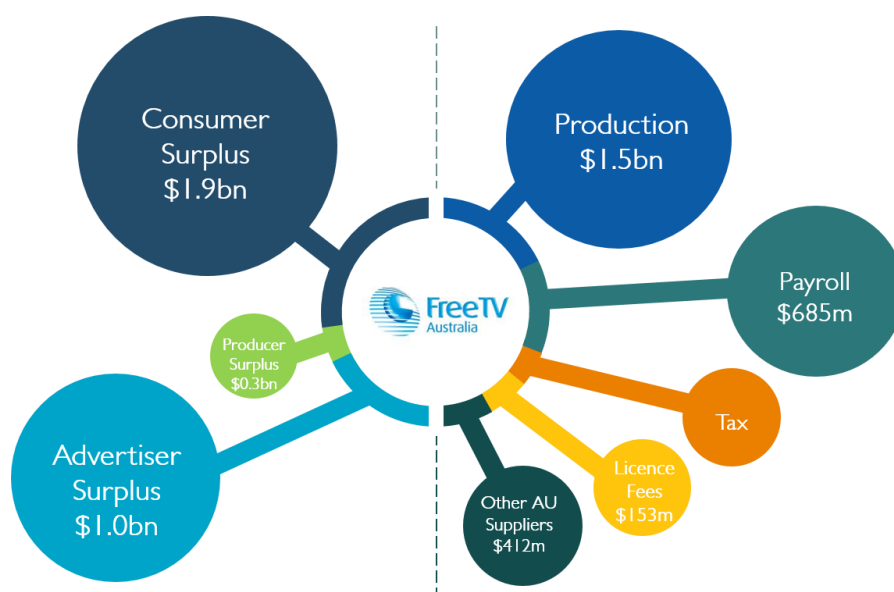 Consumer
Surplus
$1.9bn
Production
$1.5bn
Payroll
$685m
FreeTV
Australia
Producer
Surplus
$0.3bn
Tax
Advertiser
Surplus
$1.0bn
Licence
Fees
$153m
Other AU
Suppliers
$412m